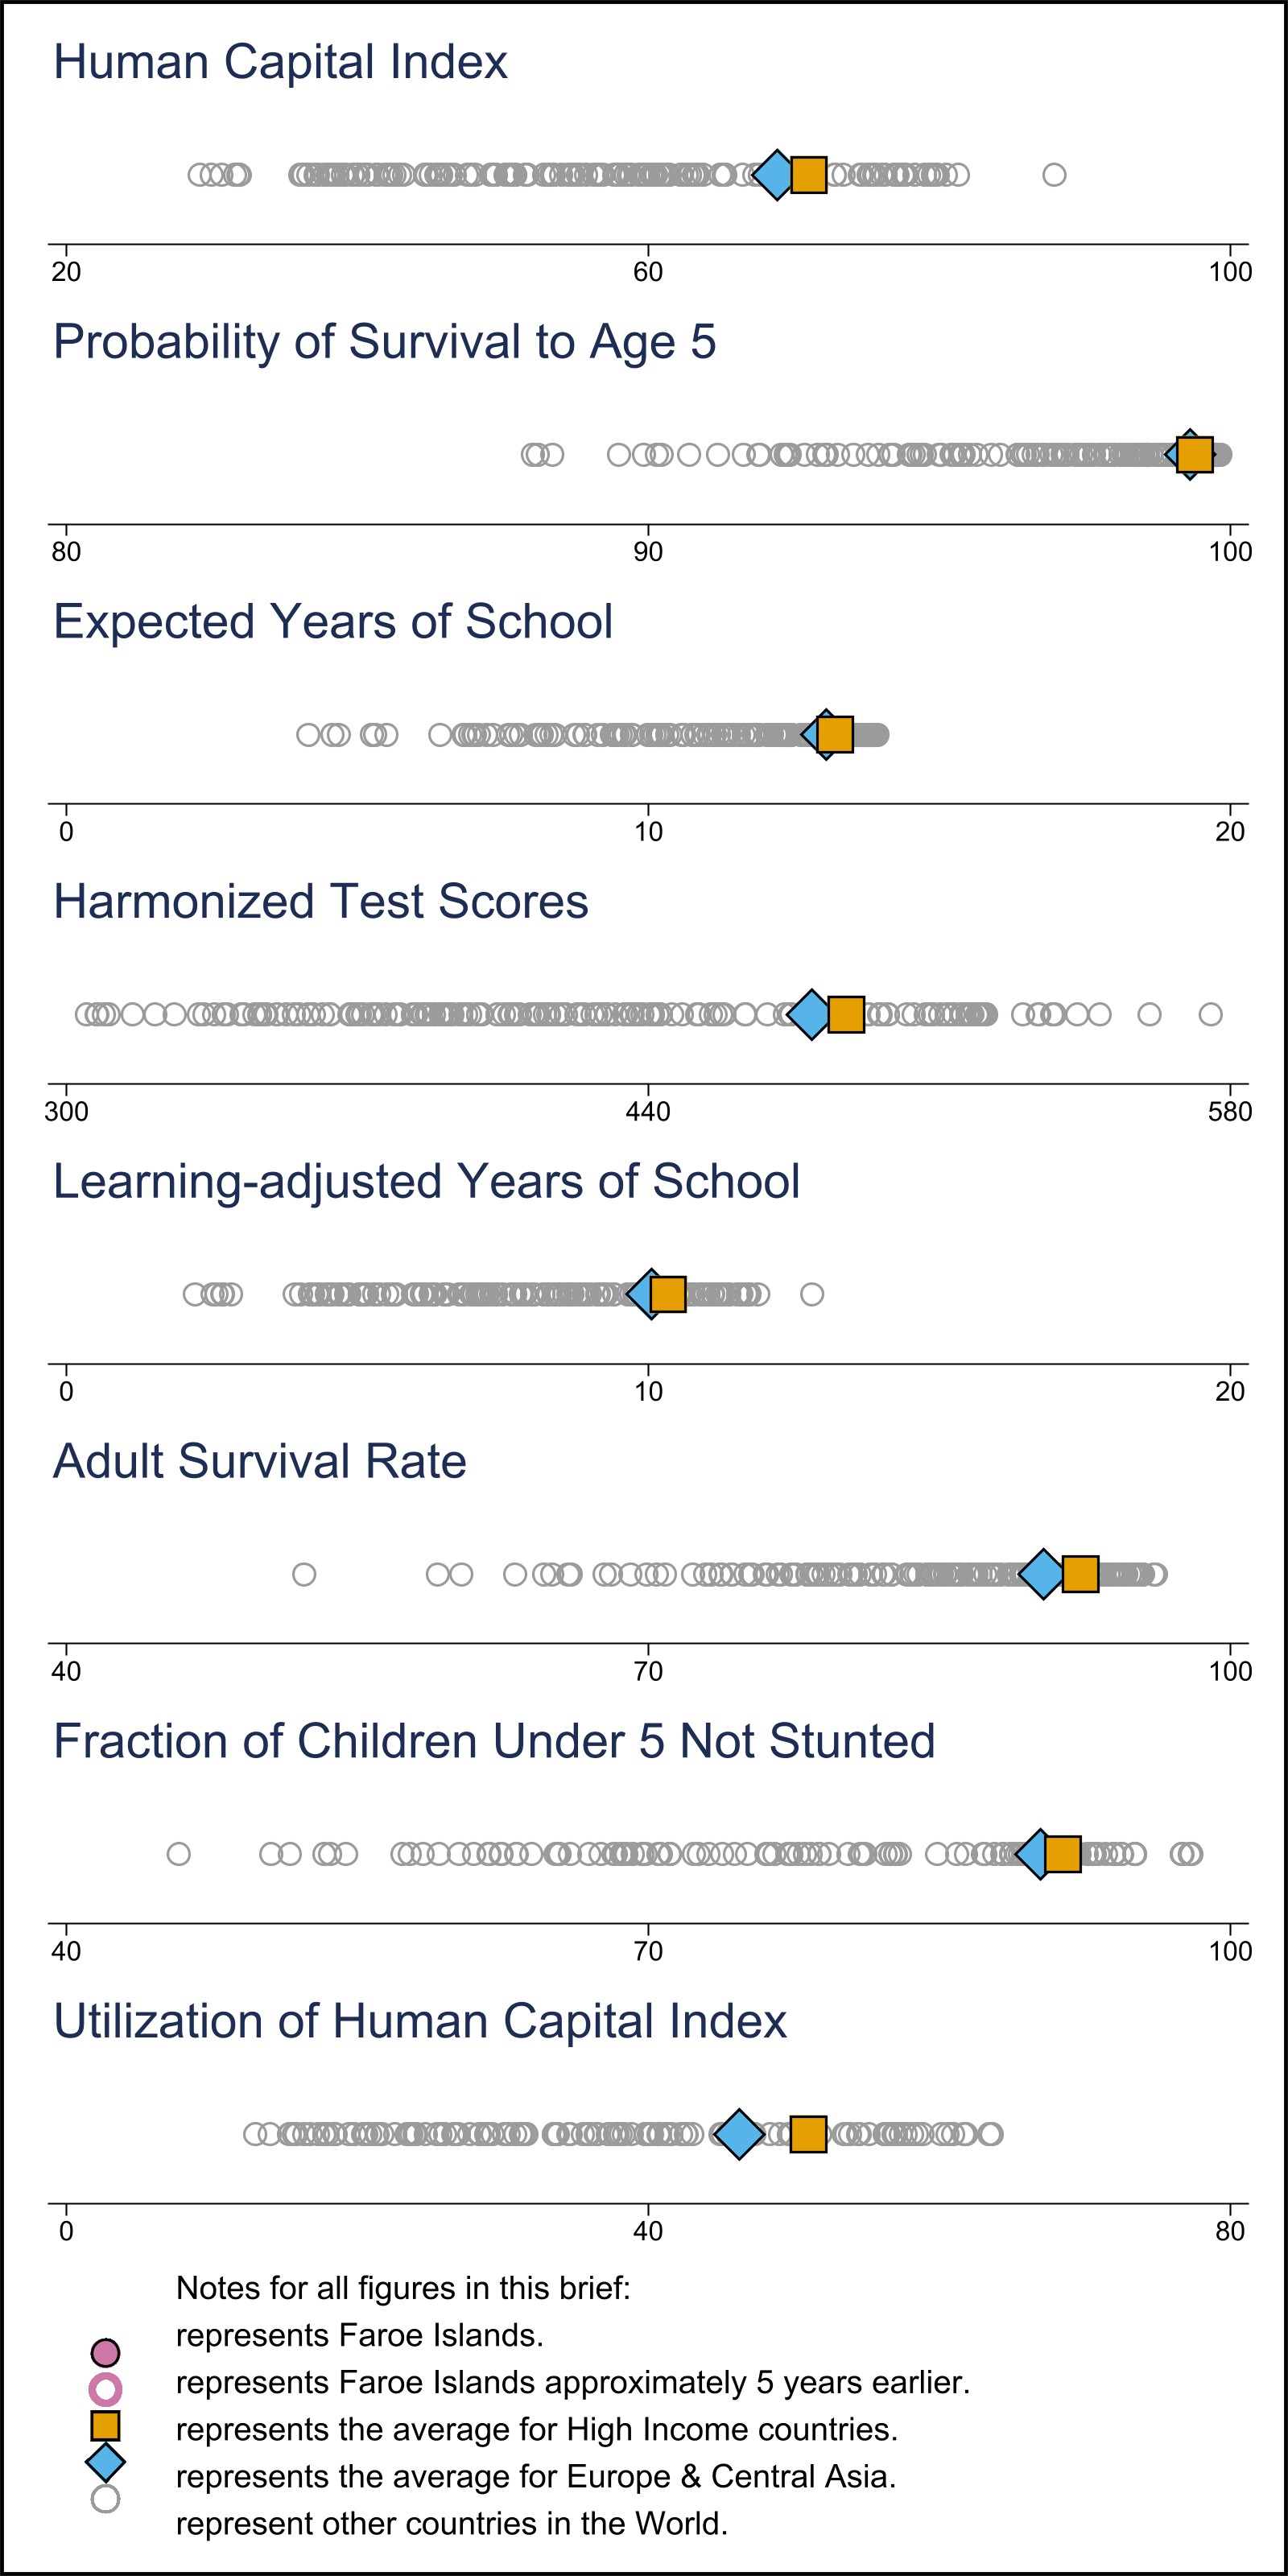 Human Capital Index
20 60 100
Probability of Survival to Age 5
80 90 100
Expected Years of School
0 10 20
Harmonized Test Scores
300 440 580
Learning-adjusted Years of School
0 10 20
Adult Survival Rate
40 70 100
Fraction of Children Under 5 Not Stunted
40 70 100
Utilization of Human Capital Index
0 40 80
Notes for all figures in this brief:
represents Faroe Islands.
represents Faroe Islands approximately 5 years earlier.
represents the average for High Income countries.
represents the average for Europe & Central Asia.
represent other countries in the World.